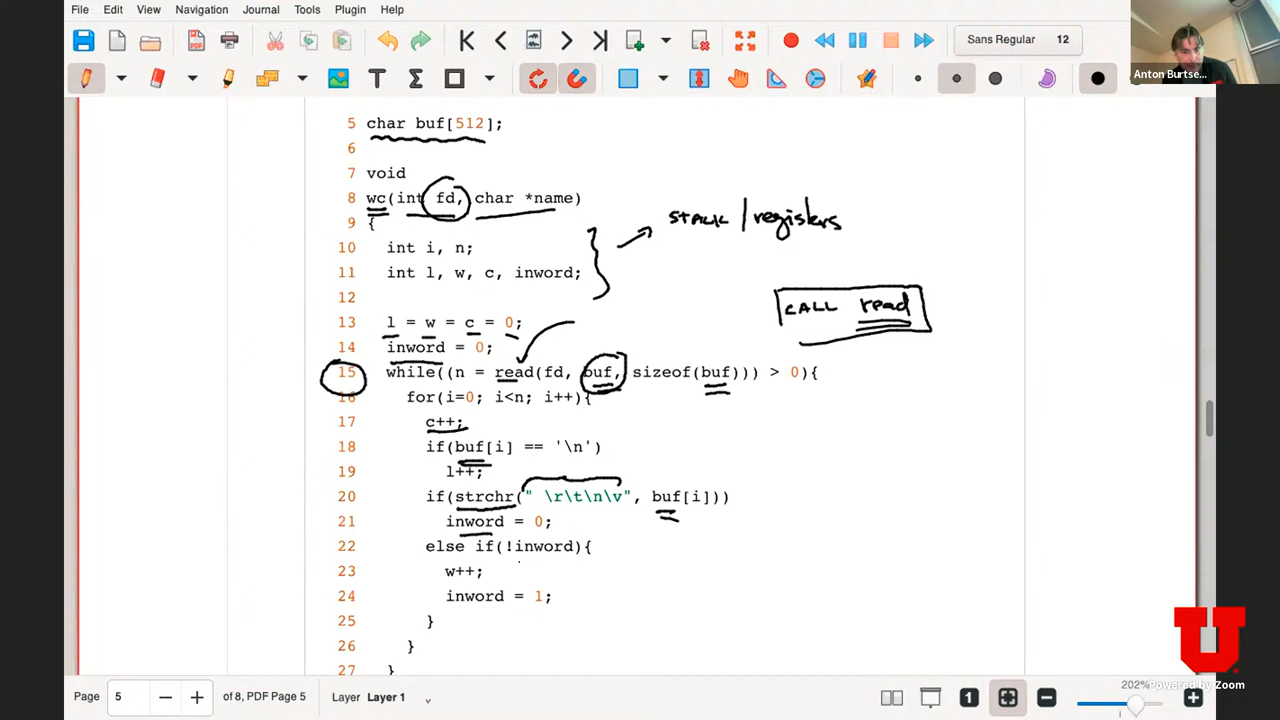 File Edit View Navigation Journal Tools Plugin Help
Sans Regular 12
Anton Burtse...
5 char buf[512];
6
7 void
8 wc(int fd, char *name)
stack / registers
9 {
10 int i, n;
11 int l, w, c, inword;
12
CALL read
13 l = w = c = 0;
14 inword = 0;
15 while((n = read(fd, buf, sizeof(buf))) > 0){
16 for(i=0; i<n; i++){
17 c++;
18 if(buf[i] == '\n')
19 l++;
20 if(strchr(" \r\t\n\v", buf[i]))
21 inword = 0;
22 else if(!inword){
23 w++;
24 inword = 1;
25 }
26 }
27 }
U
Powered by Zoom
Page 5 of 8, PDF Page 5 Layer Layer 1 202%